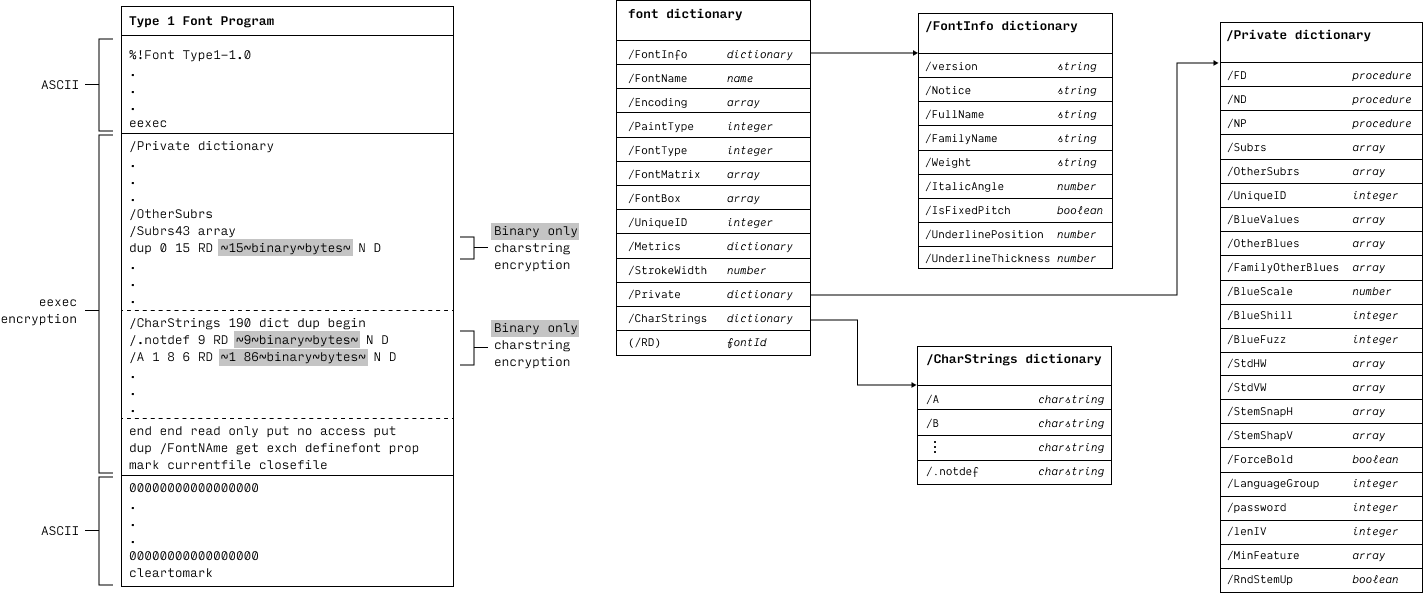 Type 1 Font Program
ASCII
%!Font Type1-1.0
.
.
.
eexec
eexec
encryption
/Private dictionary
.
.
.
/OtherSubrs
/Subrs43 array
dup 0 15 RD ~15~binary~bytes~ N D
.
.
.
Binary only
charstring
encryption
/CharStrings 190 dict dup begin
/.notdef 9 RD ~9~binary~bytes~ N D
/A 1 8 6 RD ~1 86~binary~bytes~ N D
.
.
.
Binary only
charstring
encryption
end end read only put no access put
dup /FontNAme get exch definefont prop
mark currentfile closefile
ASCII
00000000000000000
.
.
.
00000000000000000
cleartomark
font dictionary
/FontInfo dictionary
/FontName name
/Encoding array
/PaintType integer
/FontType integer
/FontMatrix array
/FontBox array
/UniqueID integer
/Metrics dictionary
/StrokeWidth number
/Private dictionary
/CharStrings dictionary
(/RD) fontId
/FontInfo dictionary
/version string
/Notice string
/FullName string
/FamilyName string
/Weight string
/ItalicAngle number
/IsFixedPitch boolean
/UnderlinePosition number
/UnderlineThickness number
/CharStrings dictionary
/A charstring
/B charstring
⋮ charstring
/.notdef charstring
/Private dictionary
/FD procedure
/ND procedure
/NP procedure
/Subrs array
/OtherSubrs array
/UniqueID integer
/BlueValues array
/OtherBlues array
/FamilyOtherBlues array
/BlueScale number
/BlueShill integer
/BlueFuzz integer
/StdHW array
/StdVW array
/StemSnapH array
/StemShapV array
/ForceBold boolean
/LanguageGroup integer
/password integer
/lenIV integer
/MinFeature array
/RndStemUp boolean